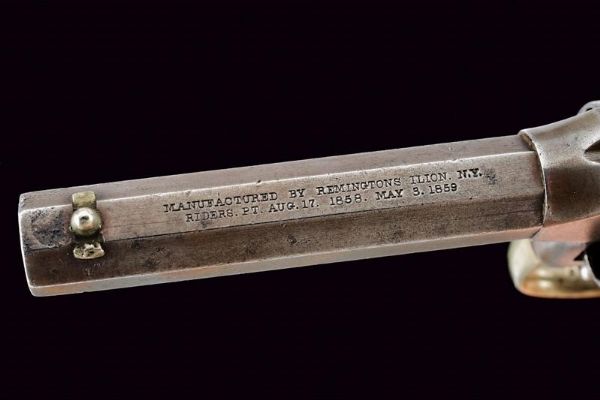 MANUFACTURED BY REMINGTONS ILION. N.Y.
RIDERS. PT. AUG. 17. 1858. MAY 3. 1859